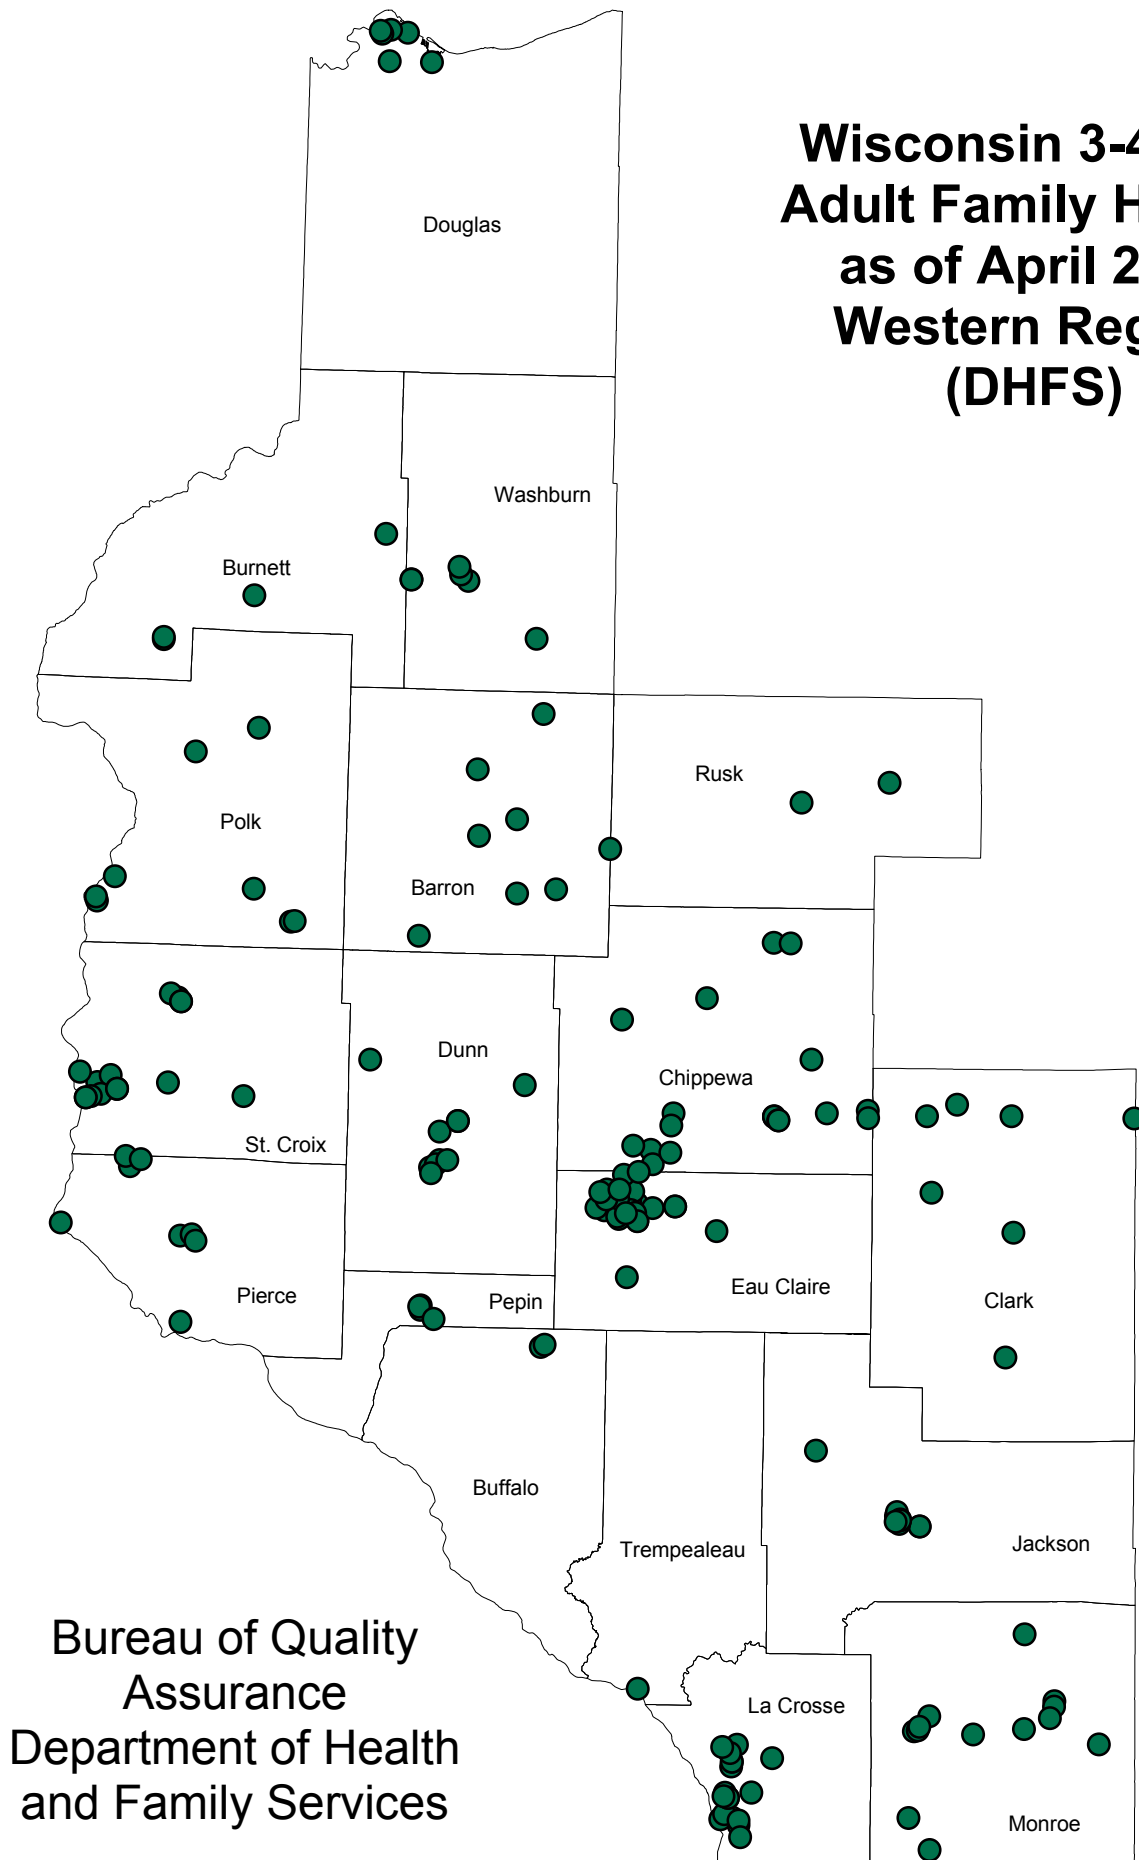 Wisconsin 3-4
Adult Family H
as of April 2
Western Reg
(DHFS)
Douglas
Washburn
Burnett
Rusk
Polk
Barron
Dunn
Chippewa
St. Croix
Eau Claire
Pierce
Pepin
Clark
Buffalo
Trempealeau
Jackson
La Crosse
Monroe
Bureau of Quality
Assurance
Department of Health
and Family Services